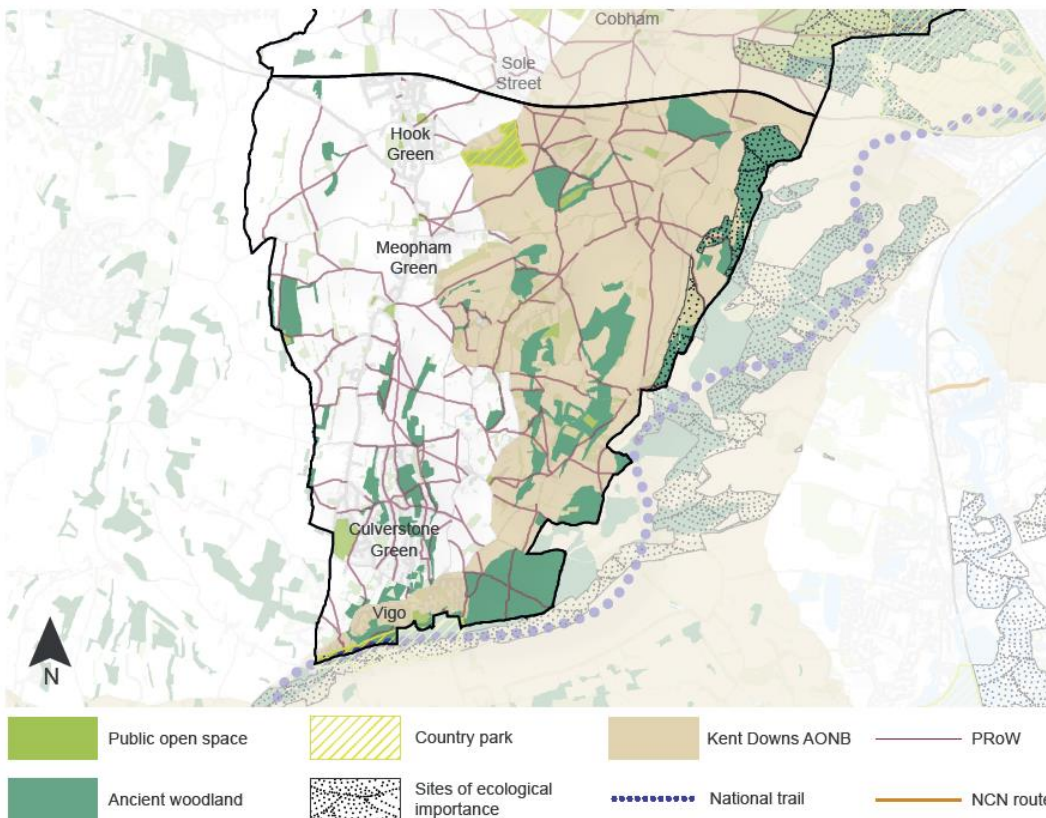 Cobham
Sole
Street
Hook
Green
Meopham
Green
Culverstone
Green
Vigo
N
Public open space
Country park
Kent Downs AONB
PRoW
Ancient woodland
Sites of ecological
importance
National trail
NCN route